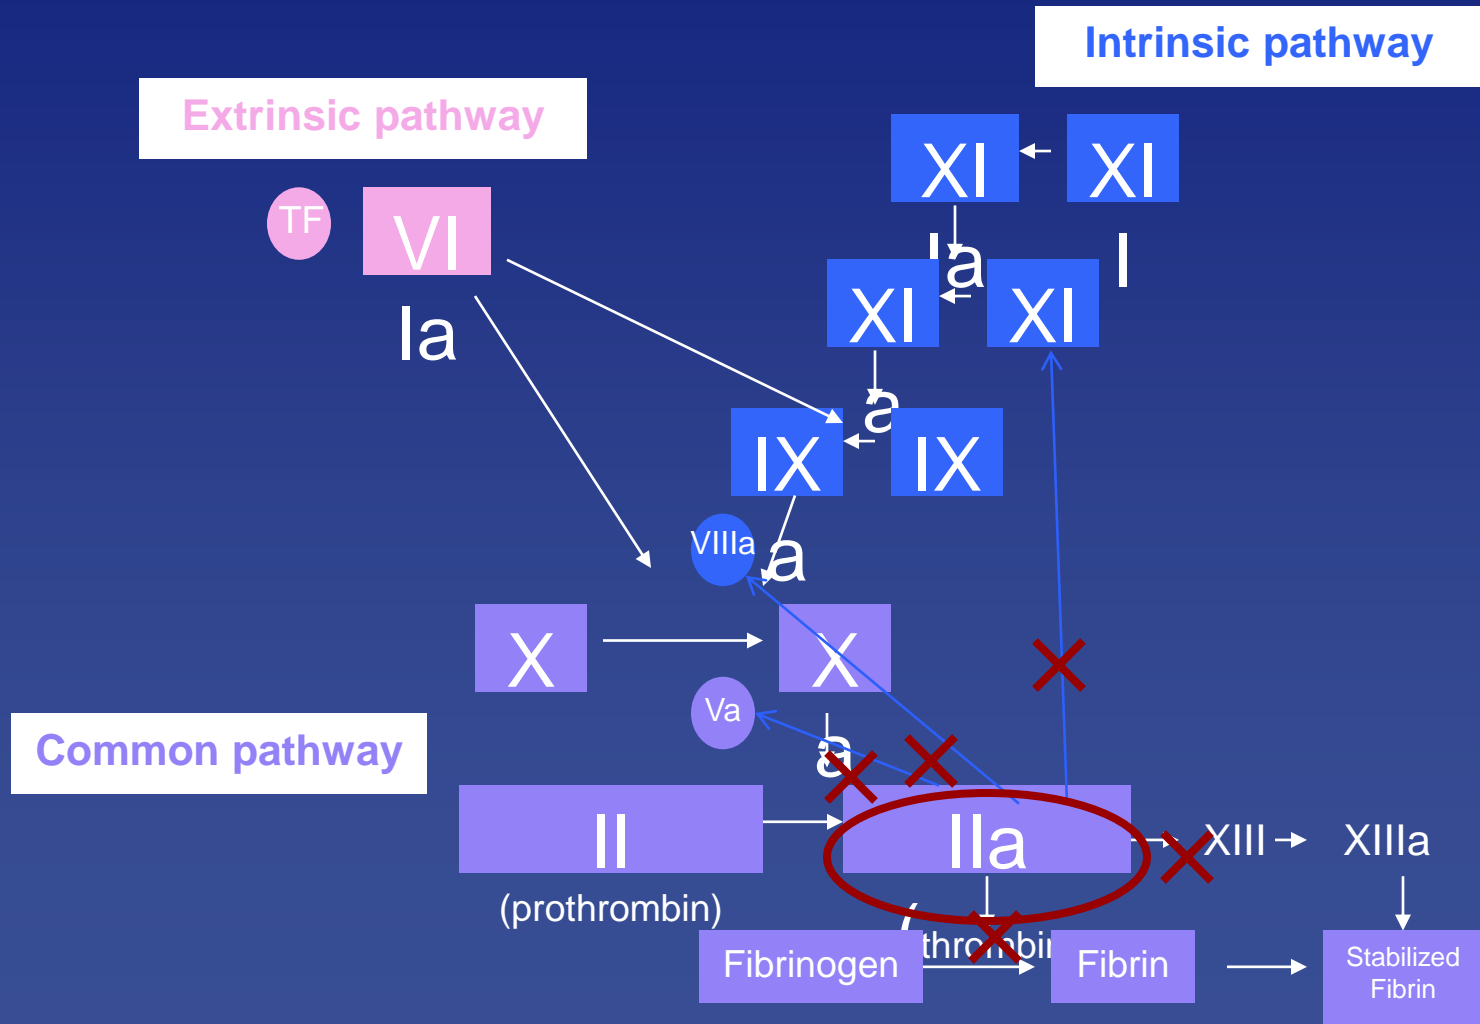 Intrinsic pathway
Extrinsic pathway
XI
Ia
XI
I
TF
VI
Ia
XI
a
XI
IX
a
IX
VIIIa
X
X
a
Va
Common pathway
II
IIa
XIII
XIIIa
(prothrombin)
(
Fibrinogen
Fibrin
Stabilized
Fibrin